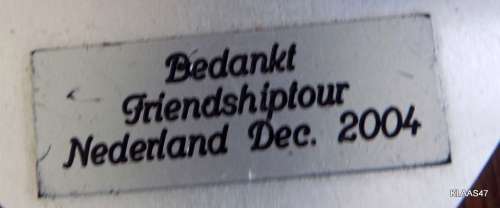 Bedankt
Friendshiptour
Nederland Dec. 2004
KLAAS47